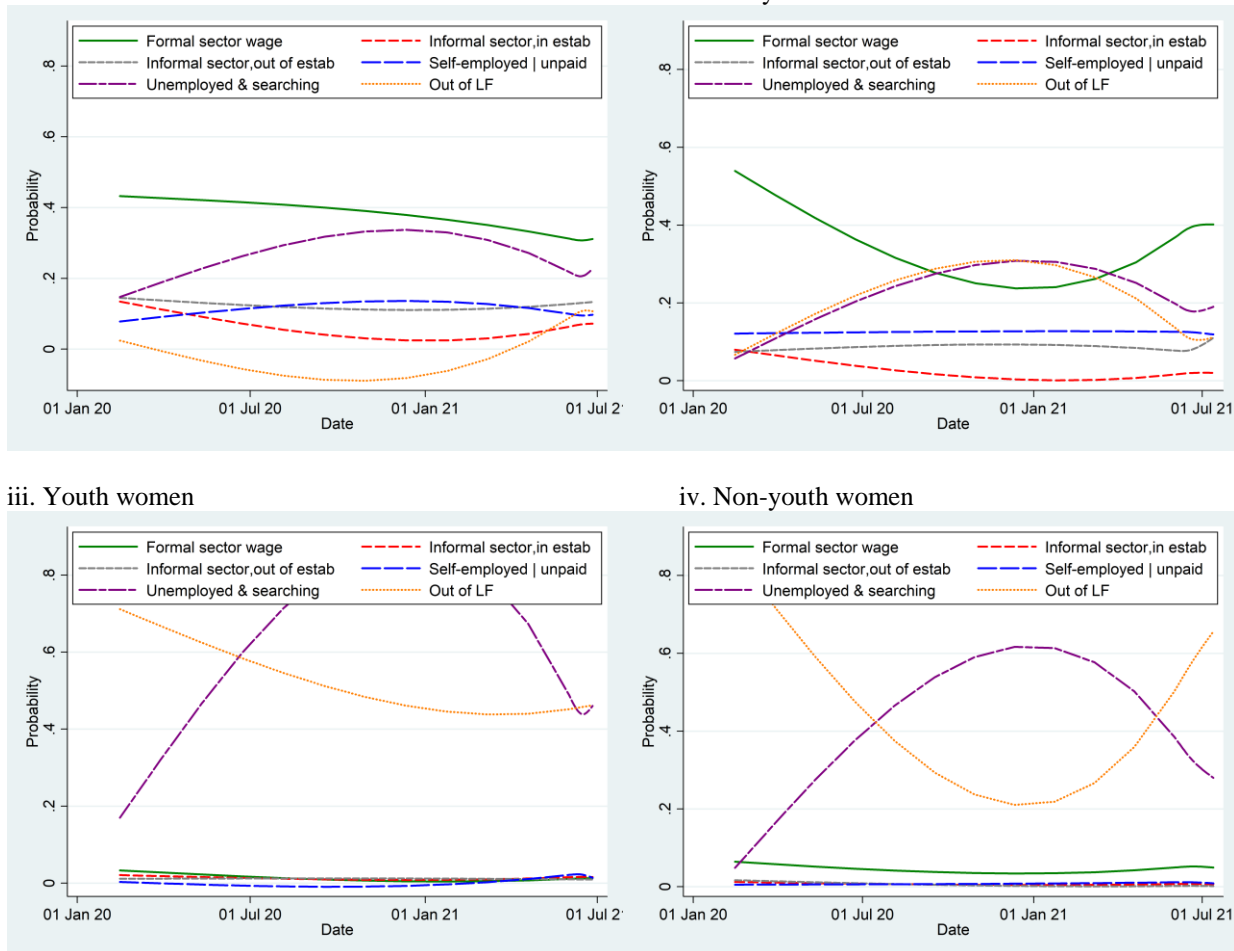 Formal sector wage Informal sector,in estab
Informal sector,out of estab Self-employed | unpaid
Unemployed & searching Out of LF
.8
.6
.4
.2
0
Probability
01 Jan 20 01 Jul 20 01 Jan 21 01 Jul 2
Date
Formal sector wage Informal sector,in estab
Informal sector,out of estab Self-employed | unpaid
Unemployed & searching Out of LF
.8
.6
.4
.2
0
Probability
01 Jan 20 01 Jul 20 01 Jan 21 01 Jul 21
Date
iii. Youth women iv. Non-youth women
Formal sector wage Informal sector,in estab
Informal sector,out of estab Self-employed | unpaid
Unemployed & searching Out of LF
.8
.6
.4
.2
0
Probability
01 Jan 20 01 Jul 20 01 Jan 21 01 Jul 2
Date
Formal sector wage Informal sector,in estab
Informal sector,out of estab Self-employed | unpaid
Unemployed & searching Out of LF
.8
.6
.4
.2
0
Probability
01 Jan 20 01 Jul 20 01 Jan 21 01 Jul 21
Date